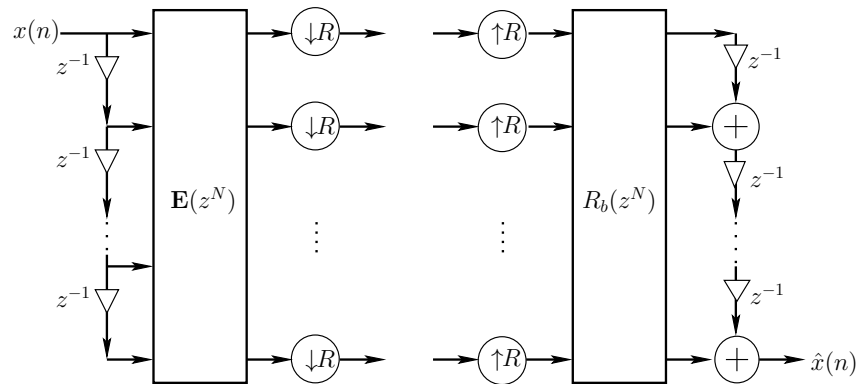 x(n)
z⁻¹
z⁻¹
z⁻¹
E(z^N)
↓R
↓R
⋮
↓R
↑R
↑R
⋮
↑R
R_b(z^N)
z⁻¹
+
z⁻¹
z⁻¹
+
x̂(n)